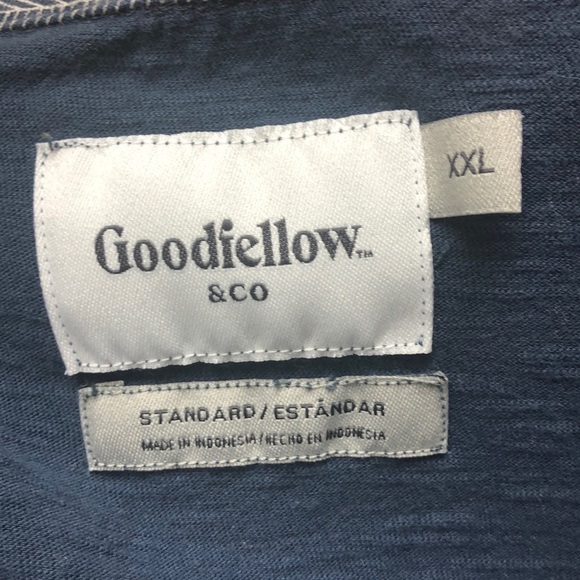 Goodfellow™
&CO
XXL
STANDARD/ESTÁNDAR
MADE IN INDONESIA/HECHO EN INDONESIA